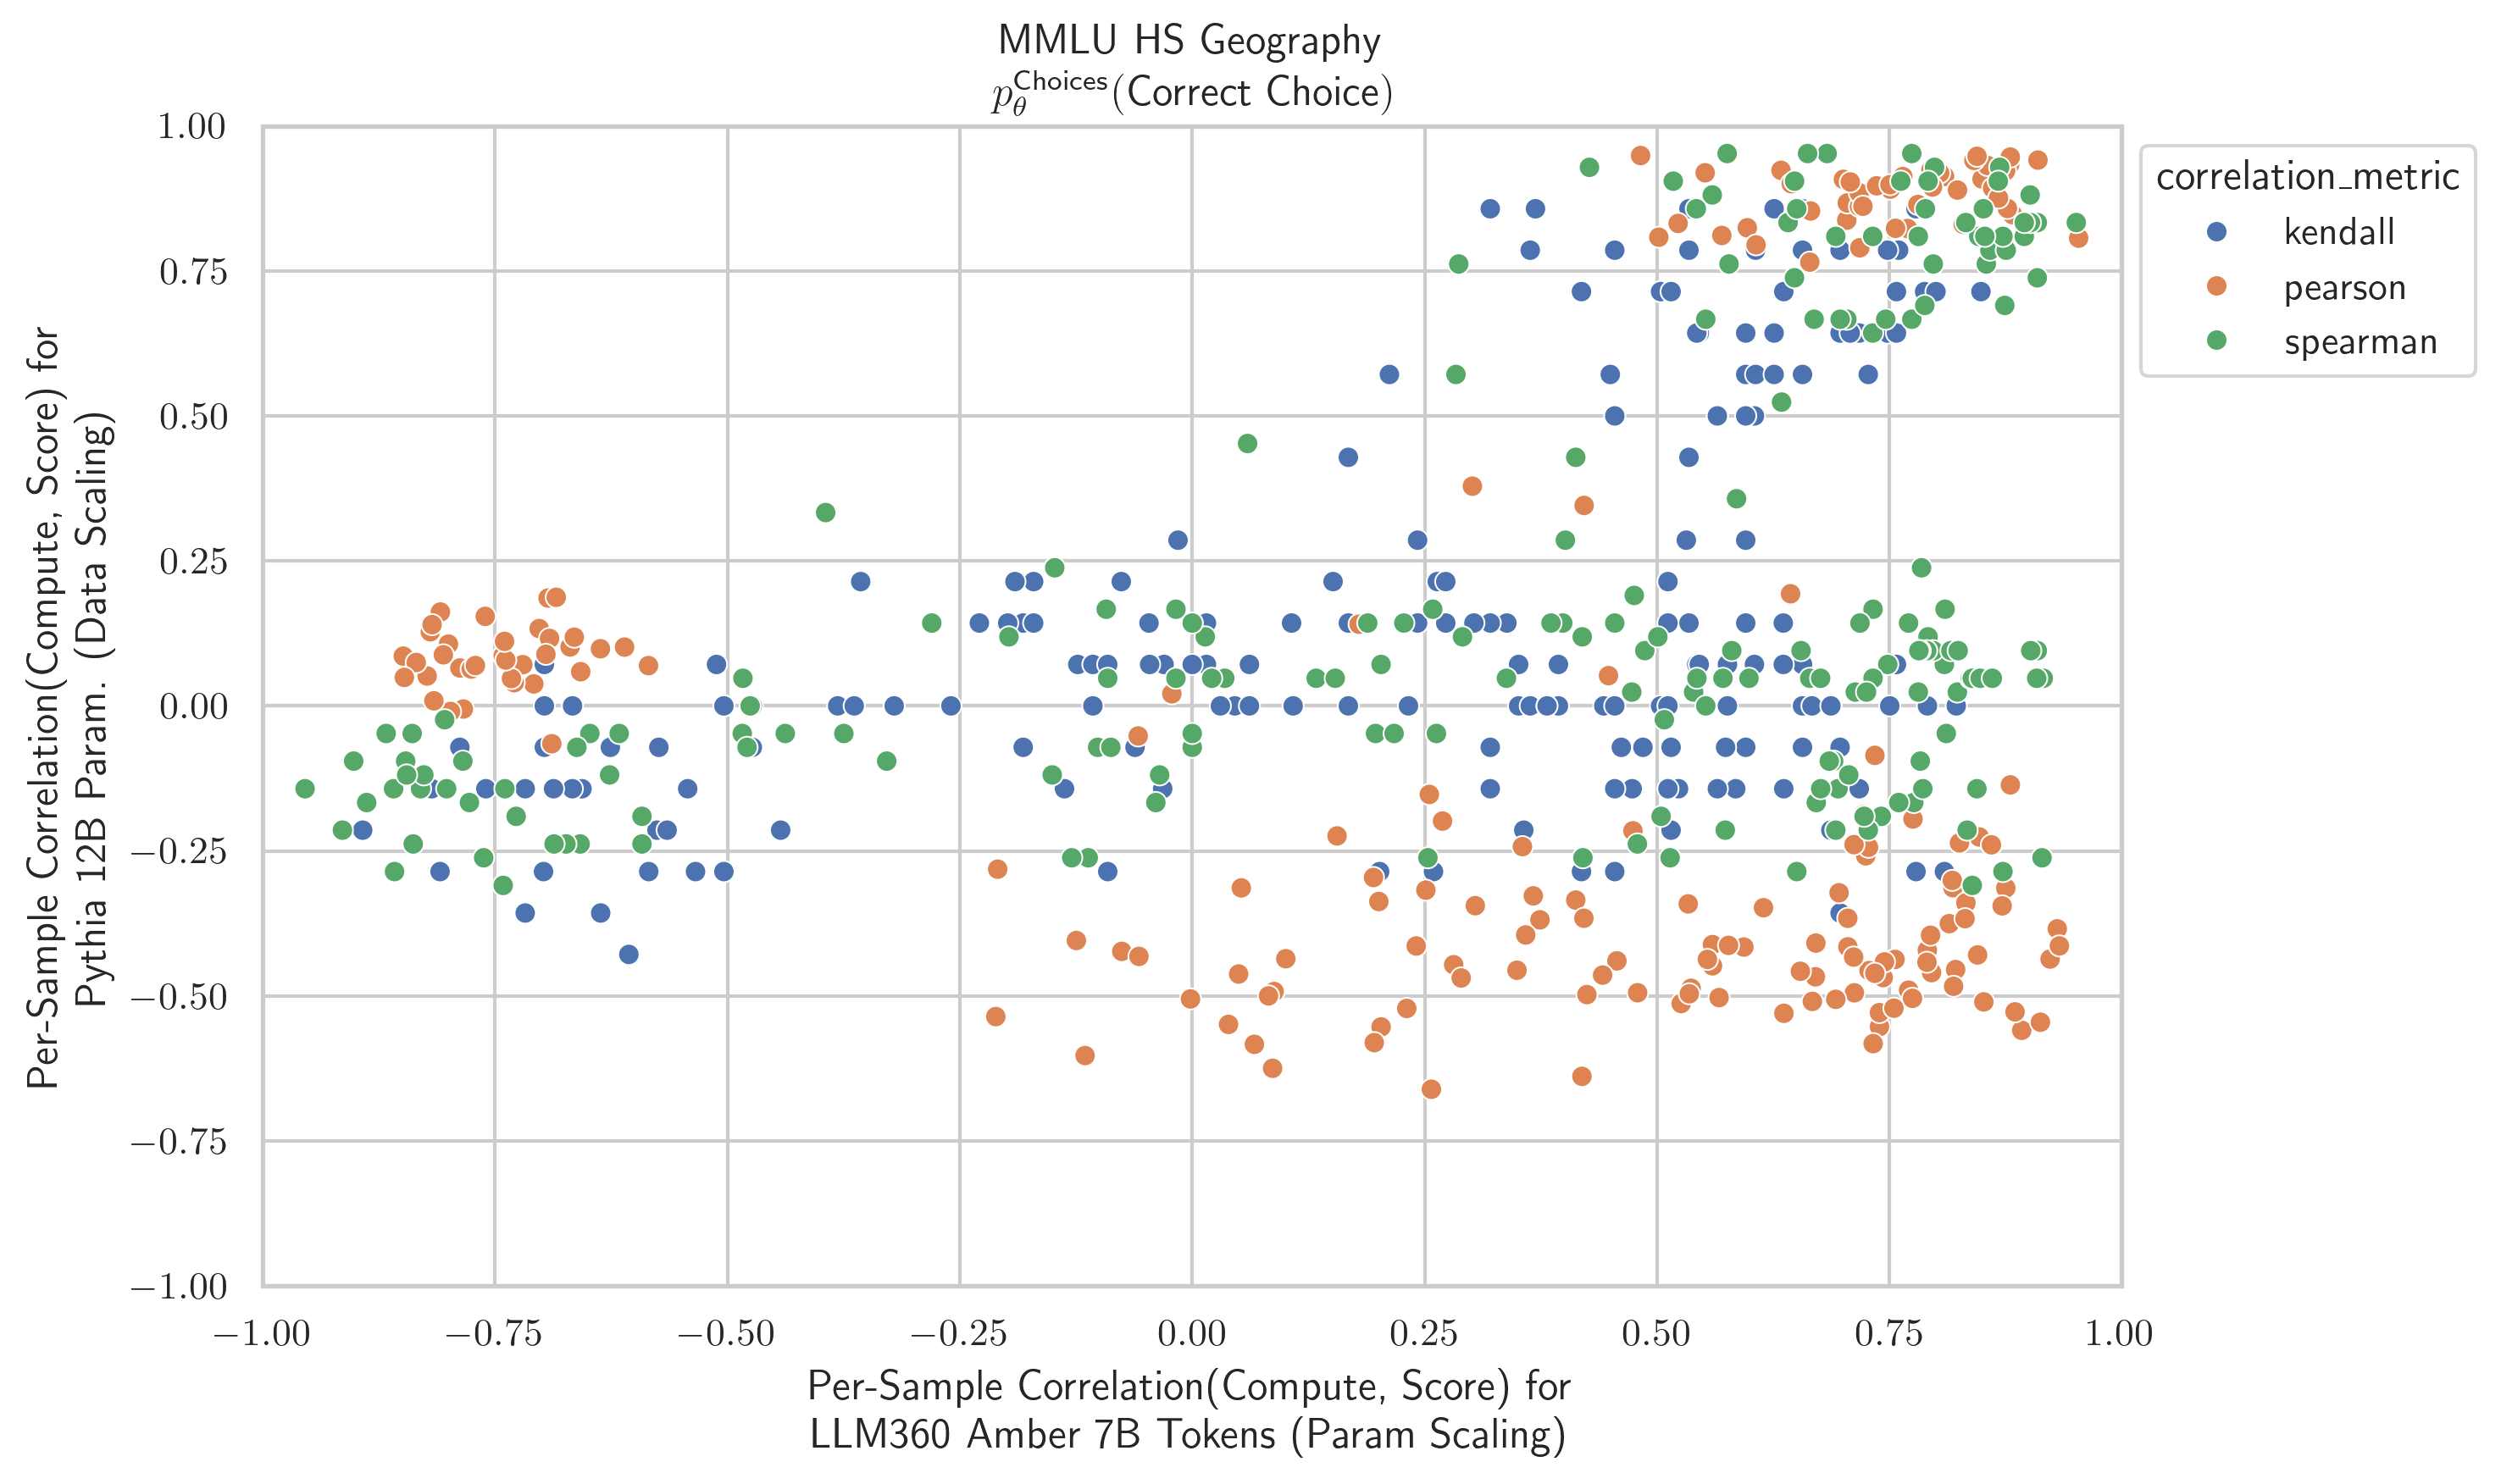 MMLU HS Geography
p_θ^Choices(Correct Choice)
1.00
0.75
0.50
0.25
0.00
−0.25
−0.50
−0.75
−1.00
Per-Sample Correlation(Compute, Score) for
Pythia 12B Param. (Data Scaling)
−1.00 −0.75 −0.50 −0.25 0.00 0.25 0.50 0.75 1.00
Per-Sample Correlation(Compute, Score) for
LLM360 Amber 7B Tokens (Param Scaling)
correlation_metric
kendall
pearson
spearman